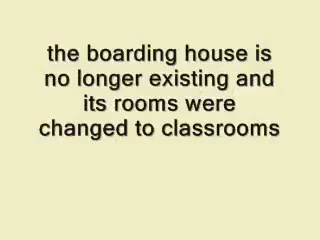 the boarding house is
no longer existing and
its rooms were
changed to classrooms